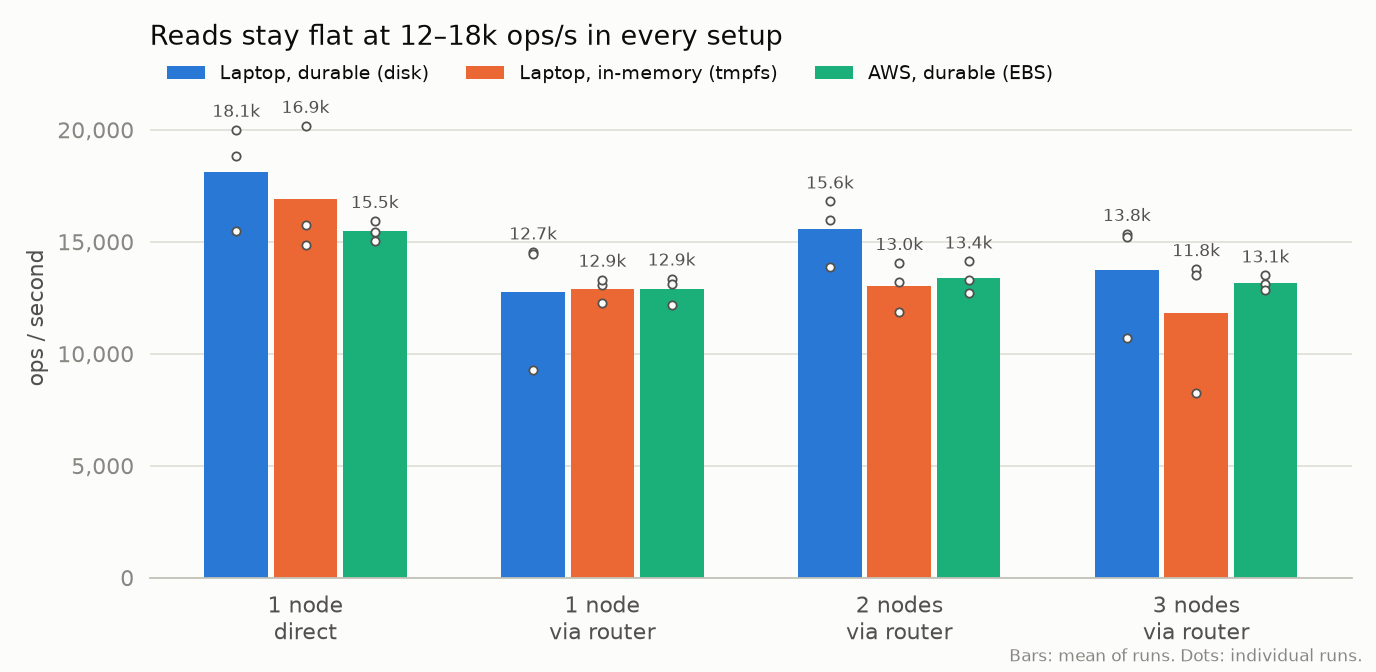 Reads stay flat at 12–18k ops/s in every setup
Laptop, durable (disk) Laptop, in-memory (tmpfs) AWS, durable (EBS)
ops / second
20,000
15,000
10,000
5,000
0
18.1k 16.9k 15.5k
12.7k 12.9k 12.9k
15.6k 13.0k 13.4k
13.8k 11.8k 13.1k
1 node
direct
1 node
via router
2 nodes
via router
3 nodes
via router
Bars: mean of runs. Dots: individual runs.